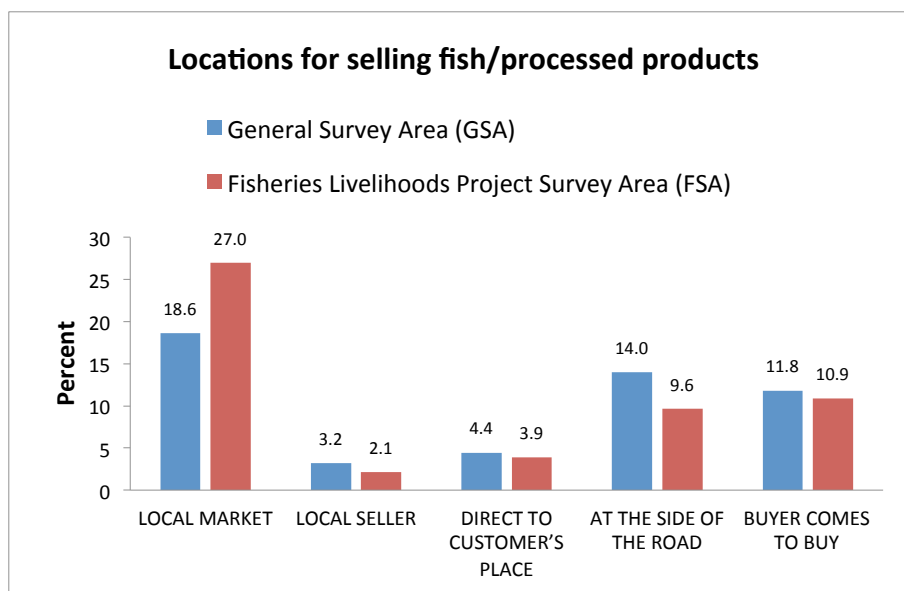 Locations for selling fish/processed products
General Survey Area (GSA)
Fisheries Livelihoods Project Survey Area (FSA)
Percent
30
25
20
15
10
5
0
18.6
27.0
3.2
2.1
4.4
3.9
14.0
9.6
11.8
10.9
LOCAL MARKET
LOCAL SELLER
DIRECT TO
CUSTOMER’S
PLACE
AT THE SIDE OF
THE ROAD
BUYER COMES
TO BUY